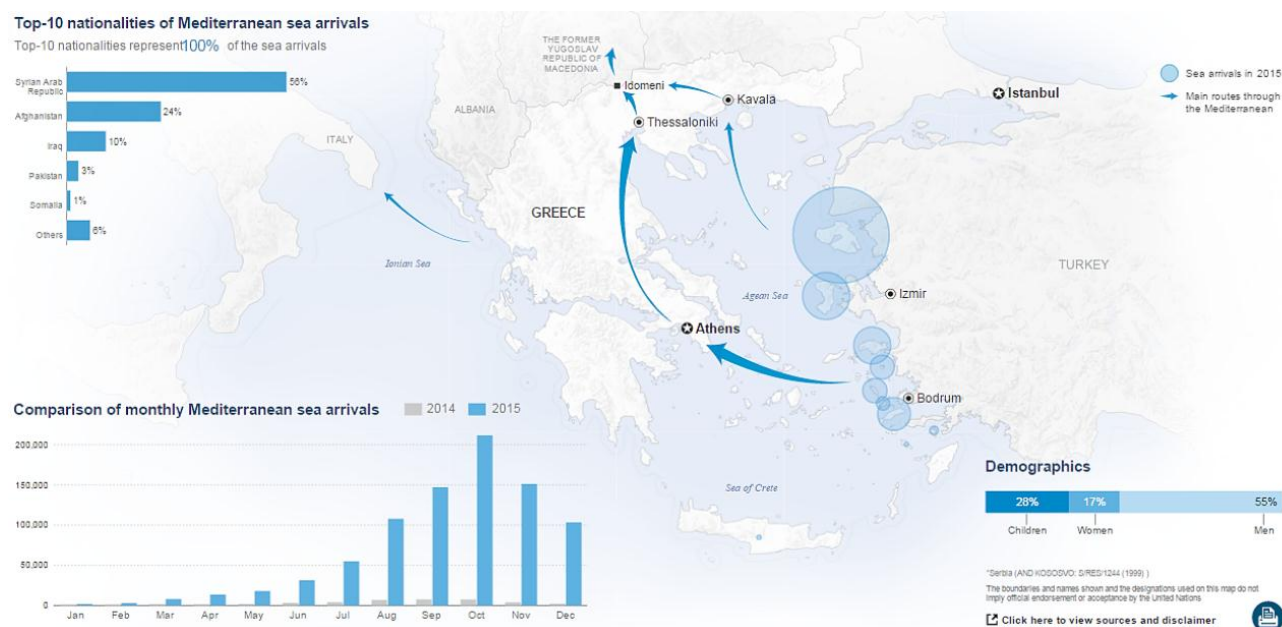 Top-10 nationalities of Mediterranean sea arrivals
Top-10 nationalities represent100% of the sea arrivals
Syrian Arab
Republic
56%
Afghanistan
24%
Iraq
10%
Pakistan
3%
Somalia
1%
Others
6%
THE FORMER
YUGOSLAV
REPUBLIC OF
MACEDONIA
ALBANIA
ITALY
Idomeni
Kavala
Thessaloniki
Istanbul
Sea arrivals in 2015
Main routes through
the Mediterranean
GREECE
TURKEY
Ionian Sea
Agean Sea
Izmir
Athens
Bodrum
Sea of Crete
Comparison of monthly Mediterranean sea arrivals
2014
2015
200,000
150,000
100,000
50,000
0
Jan Feb Mar Apr May Jun Jul Aug Sep Oct Nov Dec
Demographics
28% 17% 55%
Children Women Men
*Serbia (AND KOSOSVO: S/RES/1244 (1999) )
The boundaries and names shown and the designations used on this map do not
imply official endorsement or acceptance by the United Nations
Click here to view sources and disclaimer